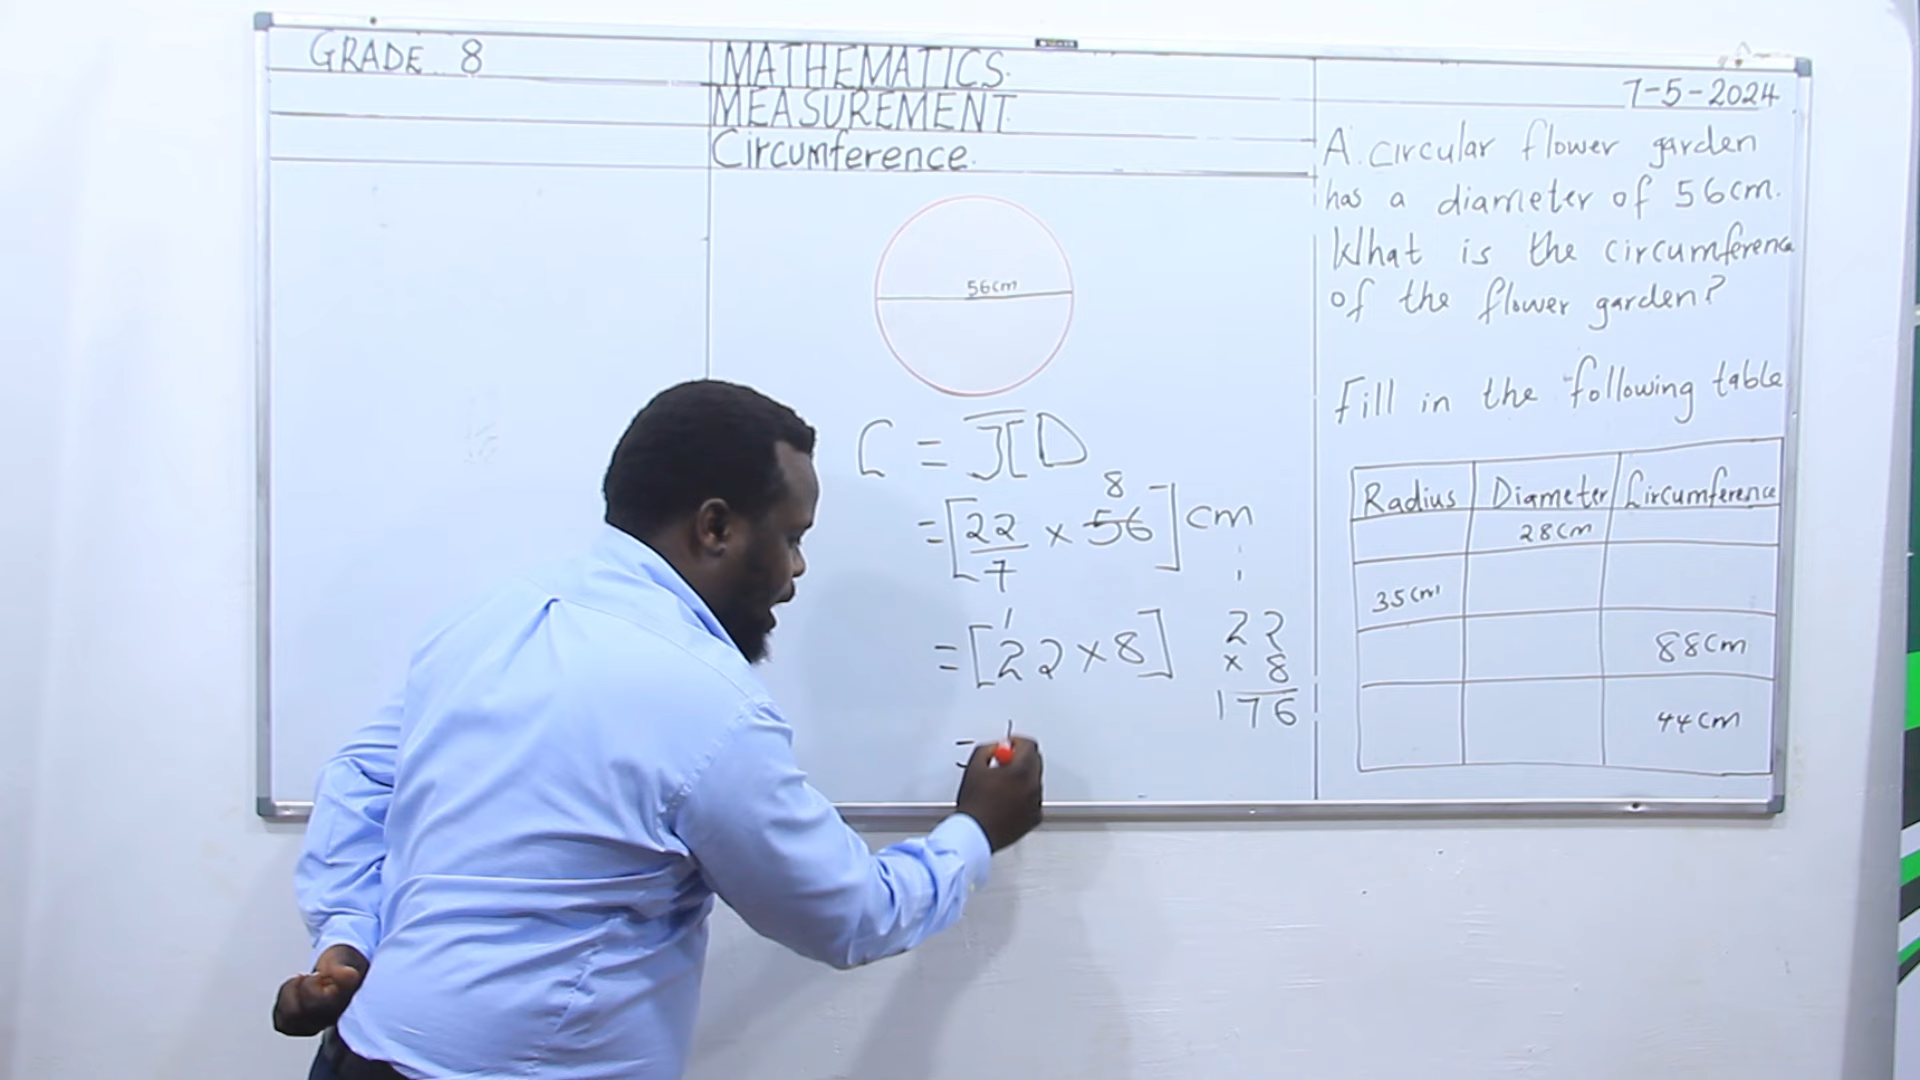 GRADE 8
MATHEMATICS
MEASUREMENT
Circumference.
7-5-2024
56cm
C = πD
8
= [22/7 × 56] cm
= [22 × 8]
=
22
× 8
176
A circular flower garden
has a diameter of 56cm.
What is the circumference
of the flower garden?
Fill in the following table
Radius Diameter Circumference
28cm
35cm
88cm
44cm